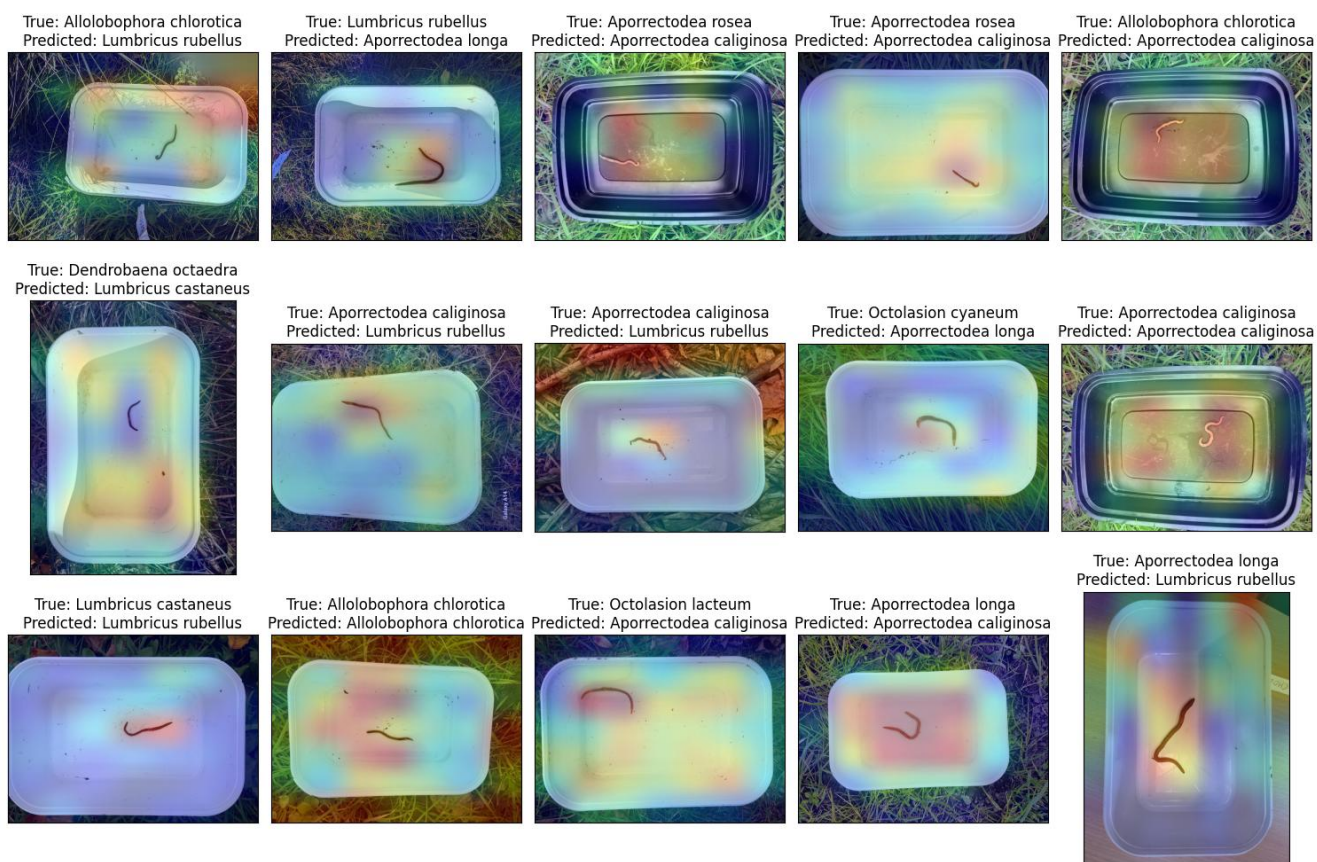 True: Allolobophora chlorotica
Predicted: Lumbricus rubellus
True: Lumbricus rubellus
Predicted: Aporrectodea longa
True: Aporrectodea rosea
Predicted: Aporrectodea caliginosa
True: Aporrectodea rosea
Predicted: Aporrectodea caliginosa
True: Allolobophora chlorotica
Predicted: Aporrectodea caliginosa
True: Dendrobaena octaedra
Predicted: Lumbricus castaneus
True: Aporrectodea caliginosa
Predicted: Lumbricus rubellus
True: Aporrectodea caliginosa
Predicted: Lumbricus rubellus
True: Octolasion cyaneum
Predicted: Aporrectodea longa
True: Aporrectodea caliginosa
Predicted: Aporrectodea caliginosa
True: Lumbricus castaneus
Predicted: Lumbricus rubellus
True: Allolobophora chlorotica
Predicted: Allolobophora chlorotica
True: Octolasion lacteum
Predicted: Aporrectodea caliginosa
True: Aporrectodea longa
Predicted: Aporrectodea caliginosa
True: Aporrectodea longa
Predicted: Lumbricus rubellus